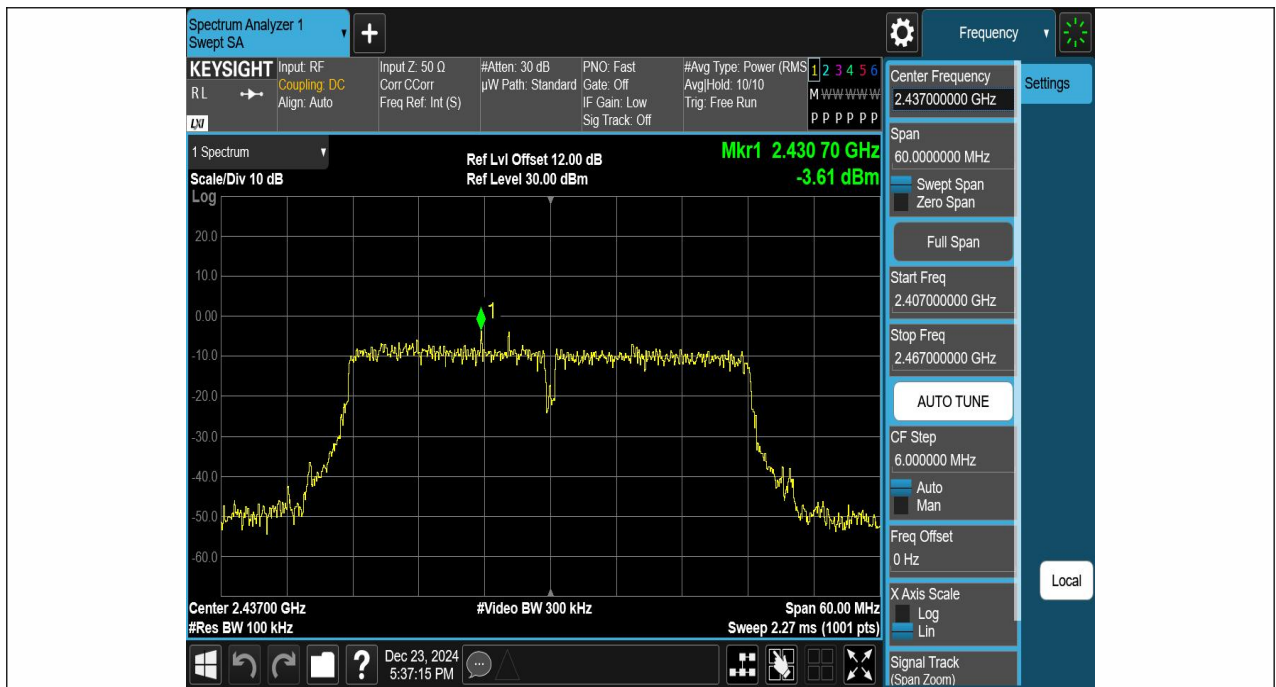 Spectrum Analyzer 1
Swept SA
+
Frequency
KEYSIGHT
RL
LXI
Input: RF
Coupling: DC
Align: Auto
Input Z: 50 Ω
Corr CCorr
Freq Ref: Int (S)
#Atten: 30 dB
µW Path: Standard
PNO: Fast
Gate: Off
IF Gain: Low
Sig Track: Off
#Avg Type: Power (RMS
Avg|Hold: 10/10
Trig: Free Run
1 2 3 4 5 6
M W W W W W
P P P P P P
1 Spectrum
Scale/Div 10 dB
Log
Ref Lvl Offset 12.00 dB
Ref Level 30.00 dBm
Mkr1 2.430 70 GHz
-3.61 dBm
20.0
10.0
0.00
-10.0
-20.0
-30.0
-40.0
-50.0
-60.0
1
Center 2.43700 GHz
#Res BW 100 kHz
#Video BW 300 kHz
Span 60.00 MHz
Sweep 2.27 ms (1001 pts)
Center Frequency
2.437000000 GHz
Settings
Span
60.0000000 MHz
Swept Span
Zero Span
Full Span
Start Freq
2.407000000 GHz
Stop Freq
2.467000000 GHz
AUTO TUNE
CF Step
6.000000 MHz
Auto
Man
Freq Offset
0 Hz
X Axis Scale
Log
Lin
Signal Track
(Span Zoom)
Local
?
Dec 23, 2024
5:37:15 PM